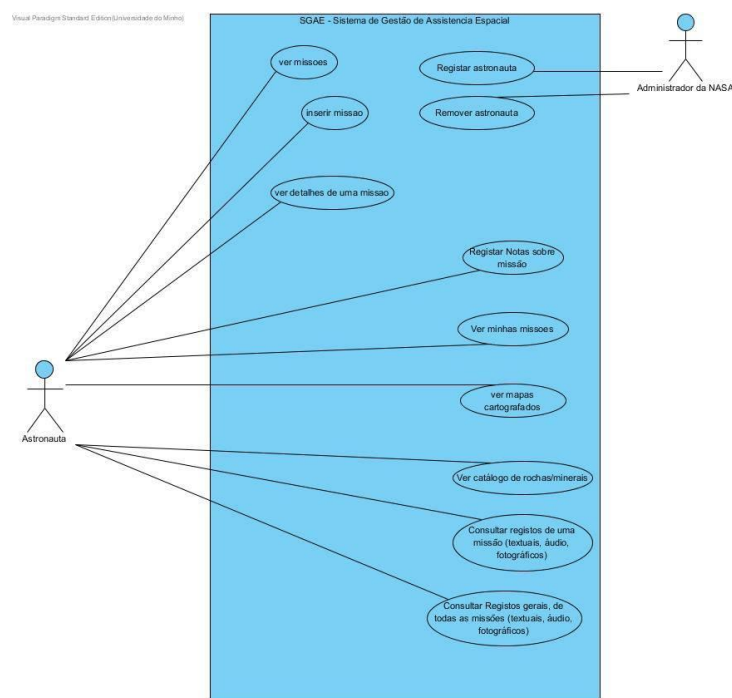 Visual Paradigm Standard Edition(Universidade do Minho)
SGAE - Sistema de Gestão de Assistencia Espacial
ver missoes
Registar astronauta
Administrador da NASA
inserir missao
Remover astronauta
ver detalhes de uma missao
Registar Notas sobre
missão
Ver minhas missoes
ver mapas
cartografados
Astronauta
Ver catálogo de rochas/minerais
Consultar registos de uma
missão (textuais, áudio,
fotográficos)
Consultar Registos gerais, de
todas as missões (textuais, áudio,
fotográficos)